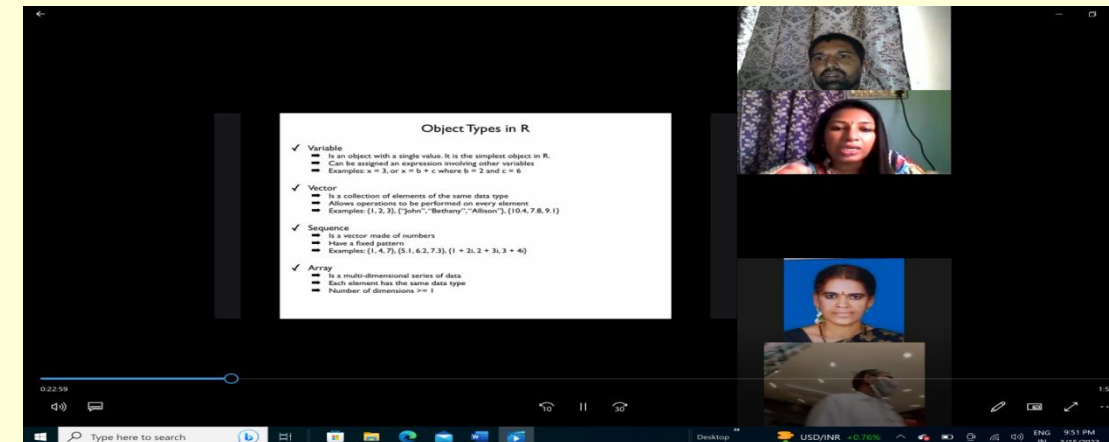 Object Types in R
✓ Variable
➡ Is an object with a single value. It is the simplest object in R.
➡ Can be assigned an expression involving other variables
➡ Examples: x = 3, or x = b + c where b = 2 and c = 6
✓ Vector
➡ Is a collection of elements of the same data type
➡ Allows operations to be performed on every element
➡ Examples: {1, 2, 3}, {“John”, “Bethany”, “Allison”}, {10.4, 7.8, 9.1}
✓ Sequence
➡ Is a vector made of numbers
➡ Have a fixed pattern
➡ Examples: {1, 4, 7}, {5.1, 6.2, 7.3}, {1 + 2i, 2 + 3i, 3 + 4i}
✓ Array
➡ Is a multi-dimensional series of data
➡ Each element has the same data type
➡ Number of dimensions >= 1
0:22:59
10
30
Type here to search
Desktop
USD/INR +0.76%
ENG
IN
9:51 PM